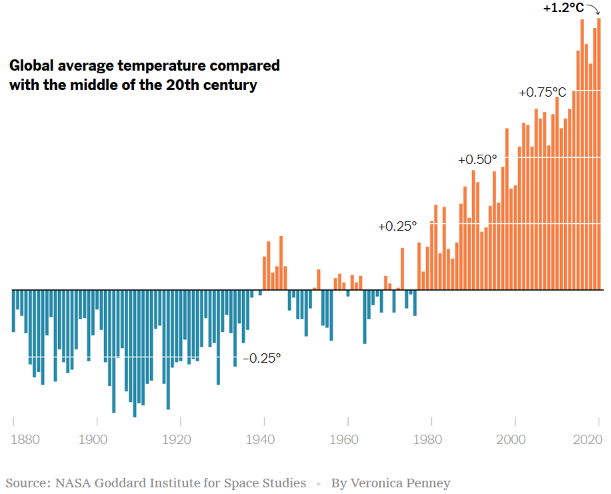 +1.2°C
Global average temperature compared
with the middle of the 20th century
+0.75°C
+0.50°
+0.25°
-0.25°
1880 1900 1920 1940 1960 1980 2000 2020
Source: NASA Goddard Institute for Space Studies • By Veronica Penney